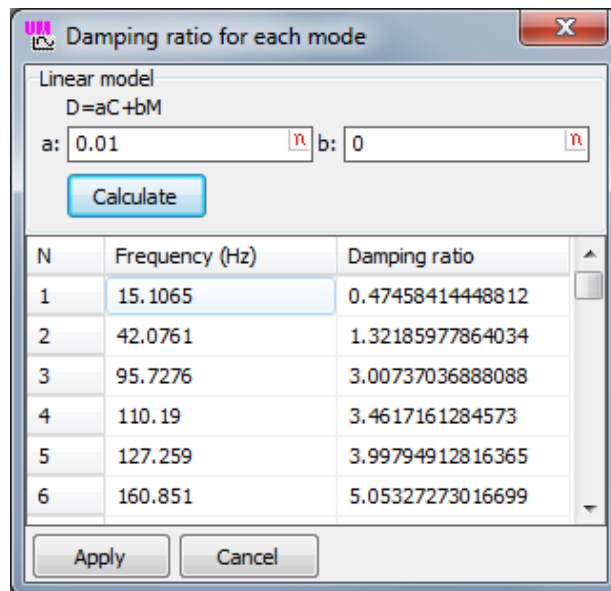 UM Damping ratio for each mode x
Linear model
D=aC+bM
a: 0.01 n b: 0 n
Calculate
N Frequency (Hz) Damping ratio
1 15.1065 0.47458414448812
2 42.0761 1.32185977864034
3 95.7276 3.00737036888088
4 110.19 3.4617161284573
5 127.259 3.99794912816365
6 160.851 5.05327273016699
Apply Cancel